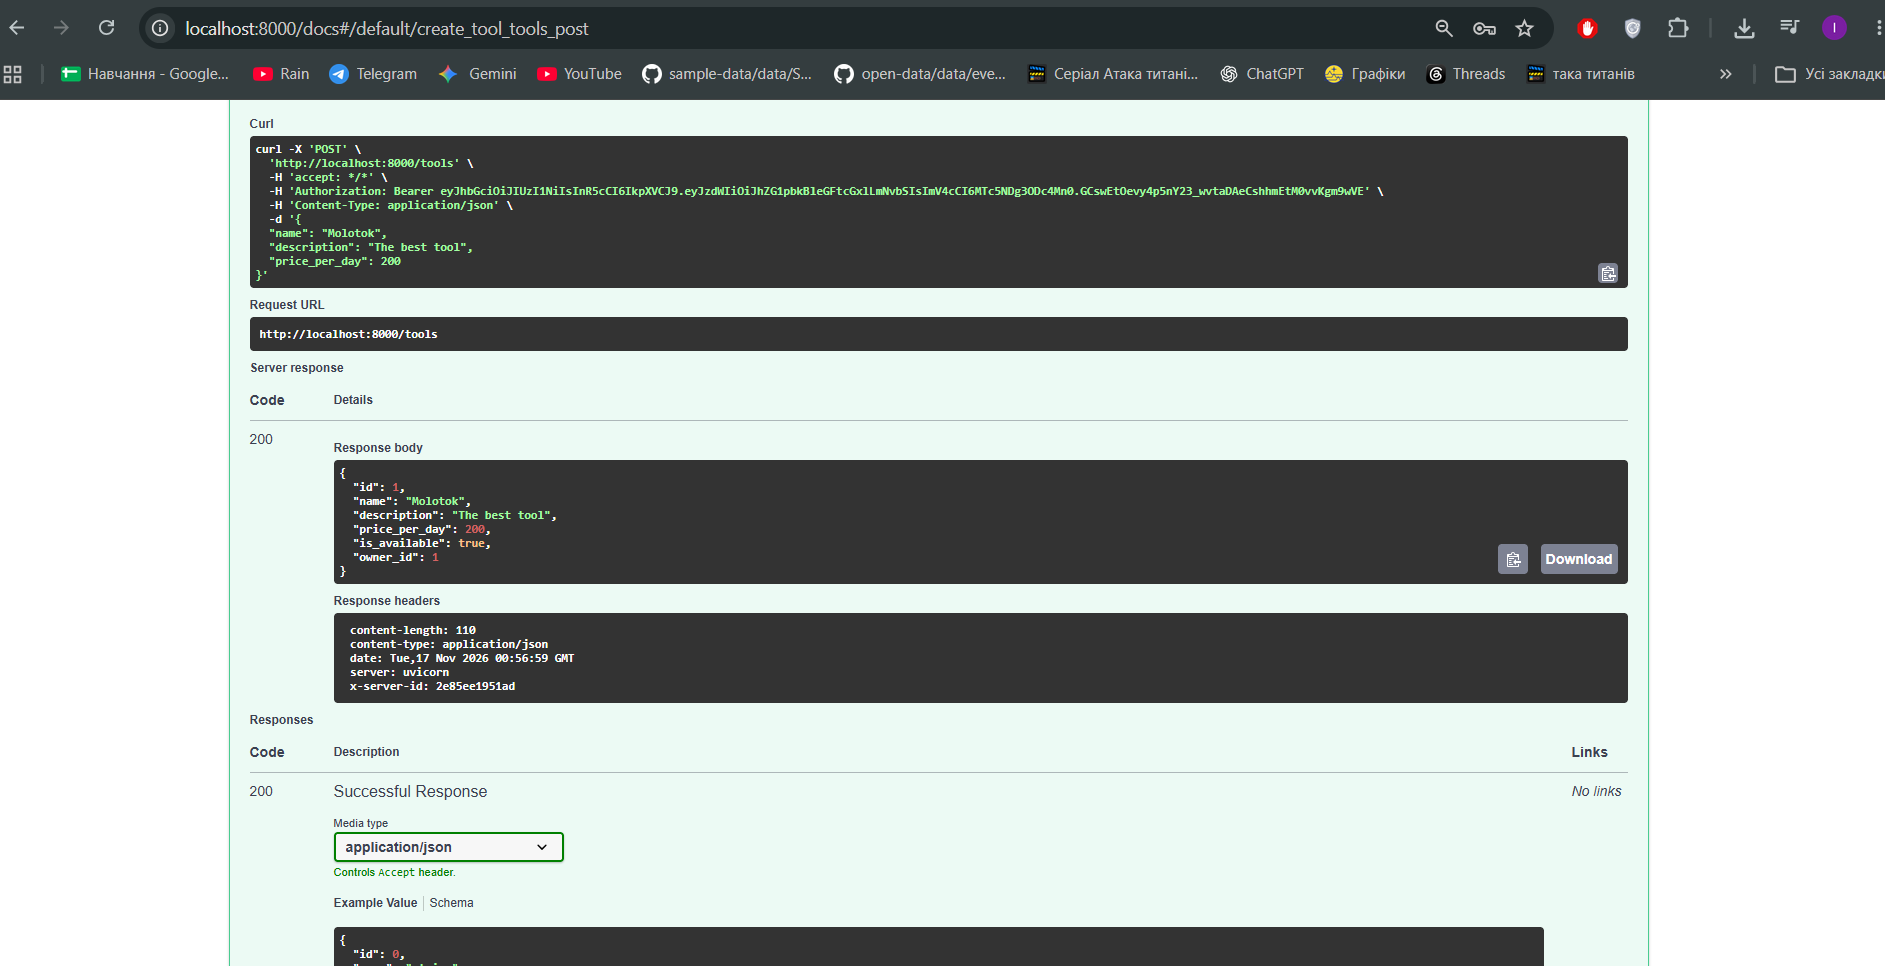 localhost:8000/docs#/default/create_tool_tools_post
I
Навчання - Google...
Rain
Telegram
Gemini
YouTube
sample-data/data/S...
open-data/data/eve...
Серіал Атака титані...
ChatGPT
Графіки
Threads
така титанів
»
Усі закладки
Curl
curl -X 'POST' \
'http://localhost:8000/tools' \
-H 'accept: */*' \
-H 'Authorization: Bearer eyJhbGciOiJIUzI1NiIsInR5cCI6IkpXVCJ9.eyJzdWIiOiJhZG1pbkBleGFtcGxlLmNvbSIsImV4cCI6MTc5NDg3ODc4Mn0.GCswEtOevy4p5nY23_wvtaDAeCshhmEtM0vvKgm9wVE' \
-H 'Content-Type: application/json' \
-d '{
"name": "Molotok",
"description": "The best tool",
"price_per_day": 200
}'
Request URL
http://localhost:8000/tools
Server response
Code Details
200
Response body
{
"id": 1,
"name": "Molotok",
"description": "The best tool",
"price_per_day": 200,
"is_available": true,
"owner_id": 1
}
Download
Response headers
content-length: 110
content-type: application/json
date: Tue,17 Nov 2026 00:56:59 GMT
server: uvicorn
x-server-id: 2e85ee1951ad
Responses
Code Description Links
200 Successful Response No links
Media type
application/json
Controls Accept header.
Example Value Schema
{
"id": 0,